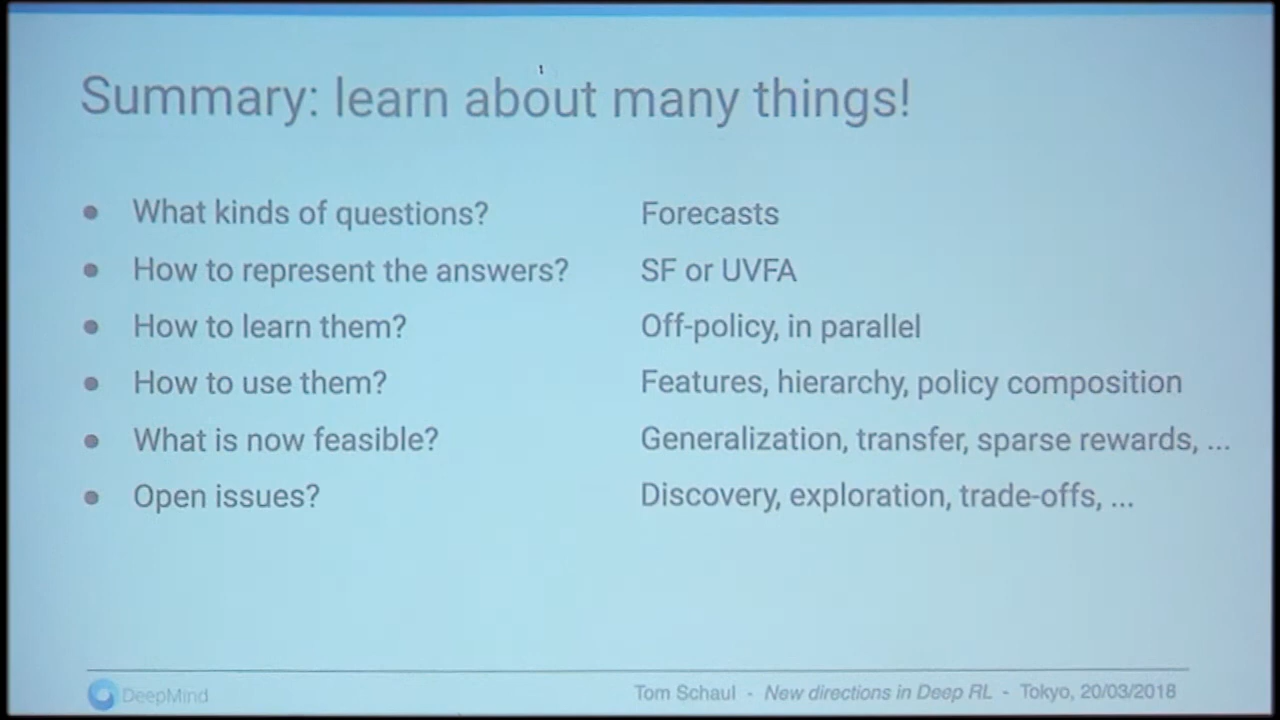 Summary: learn about many things!
• What kinds of questions? Forecasts
• How to represent the answers? SF or UVFA
• How to learn them? Off-policy, in parallel
• How to use them? Features, hierarchy, policy composition
• What is now feasible? Generalization, transfer, sparse rewards, ...
• Open issues? Discovery, exploration, trade-offs, ...
DeepMind Tom Schaul - New directions in Deep RL - Tokyo, 20/03/2018